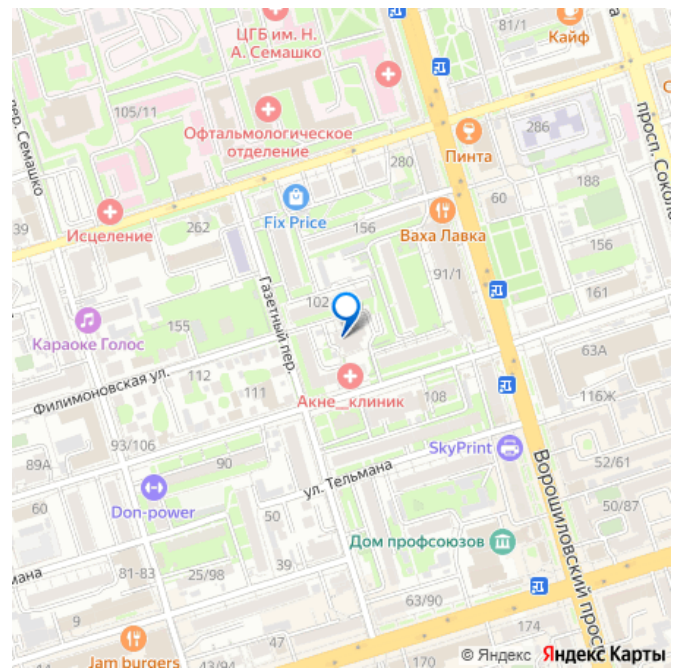 ЦГБ им. Н.
А. Семашко
81/1
Кайф
пер. Семашко
105/11
Офтальмологическое
отделение
286
Пинта
просп. Соколо
280
188
39
Исцеление
262
Fix Price
156
60
Ваха Лавка
156
91/1
Газетный пер.
102
161
Караоке Голос
155
63А
Филимоновская ул.
112
111
Акне_клиник
108
116Ж
93/106
SkyPrint
89А
90
ул. Тельмана
52/61
60
Don-power
50
50/87
Ворошиловский прос
Дом профсоюзов
39
мана
81-83
25/98
63/90
9
174
47
Jam burgers
43/94
© Яндекс Яндекс Карты